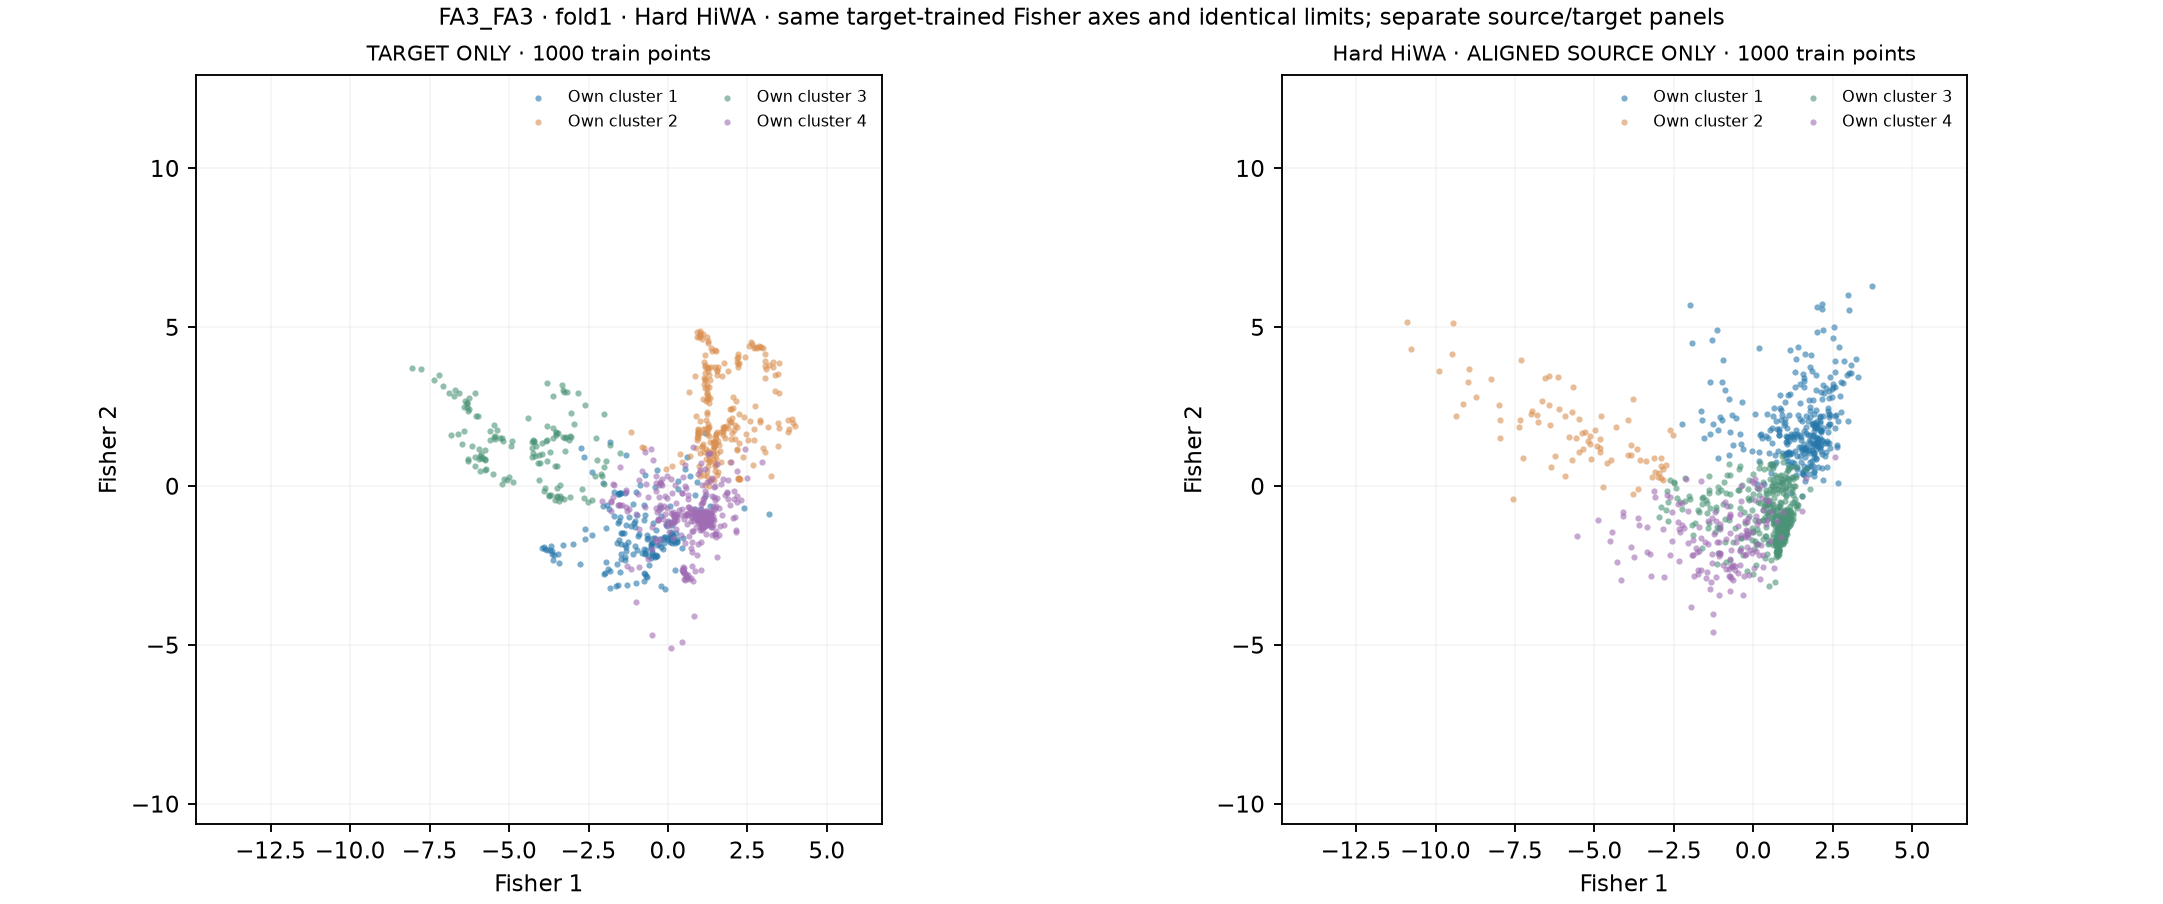 FA3_FA3 · fold1 · Hard HiWA · same target-trained Fisher axes and identical limits; separate source/target panels
TARGET ONLY · 1000 train points
Own cluster 1
Own cluster 2
Own cluster 3
Own cluster 4
10
5
0
−5
−10
Fisher 2
−12.5
−10.0
−7.5
−5.0
−2.5
0.0
2.5
5.0
Fisher 1
Hard HiWA · ALIGNED SOURCE ONLY · 1000 train points
Own cluster 1
Own cluster 2
Own cluster 3
Own cluster 4
10
5
0
−5
−10
Fisher 2
−12.5
−10.0
−7.5
−5.0
−2.5
0.0
2.5
5.0
Fisher 1